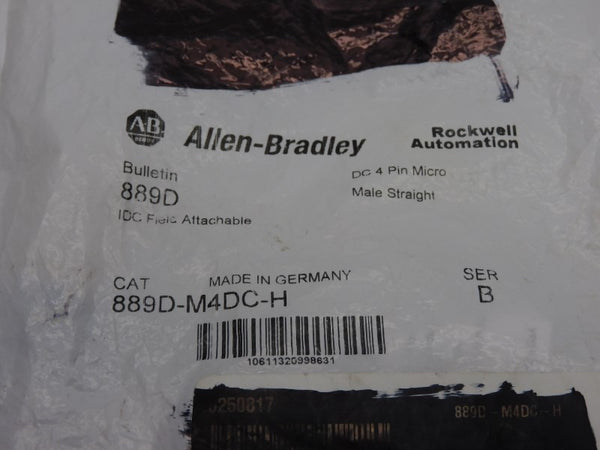 AB
Allen-Bradley
Rockwell
Automation
Bulletin
889D
IDC Field Attachable
DC 4 Pin Micro
Male Straight
CAT
MADE IN GERMANY
SER
889D-M4DC-H
B
10611320998631
0250817
889D - M4DC - H